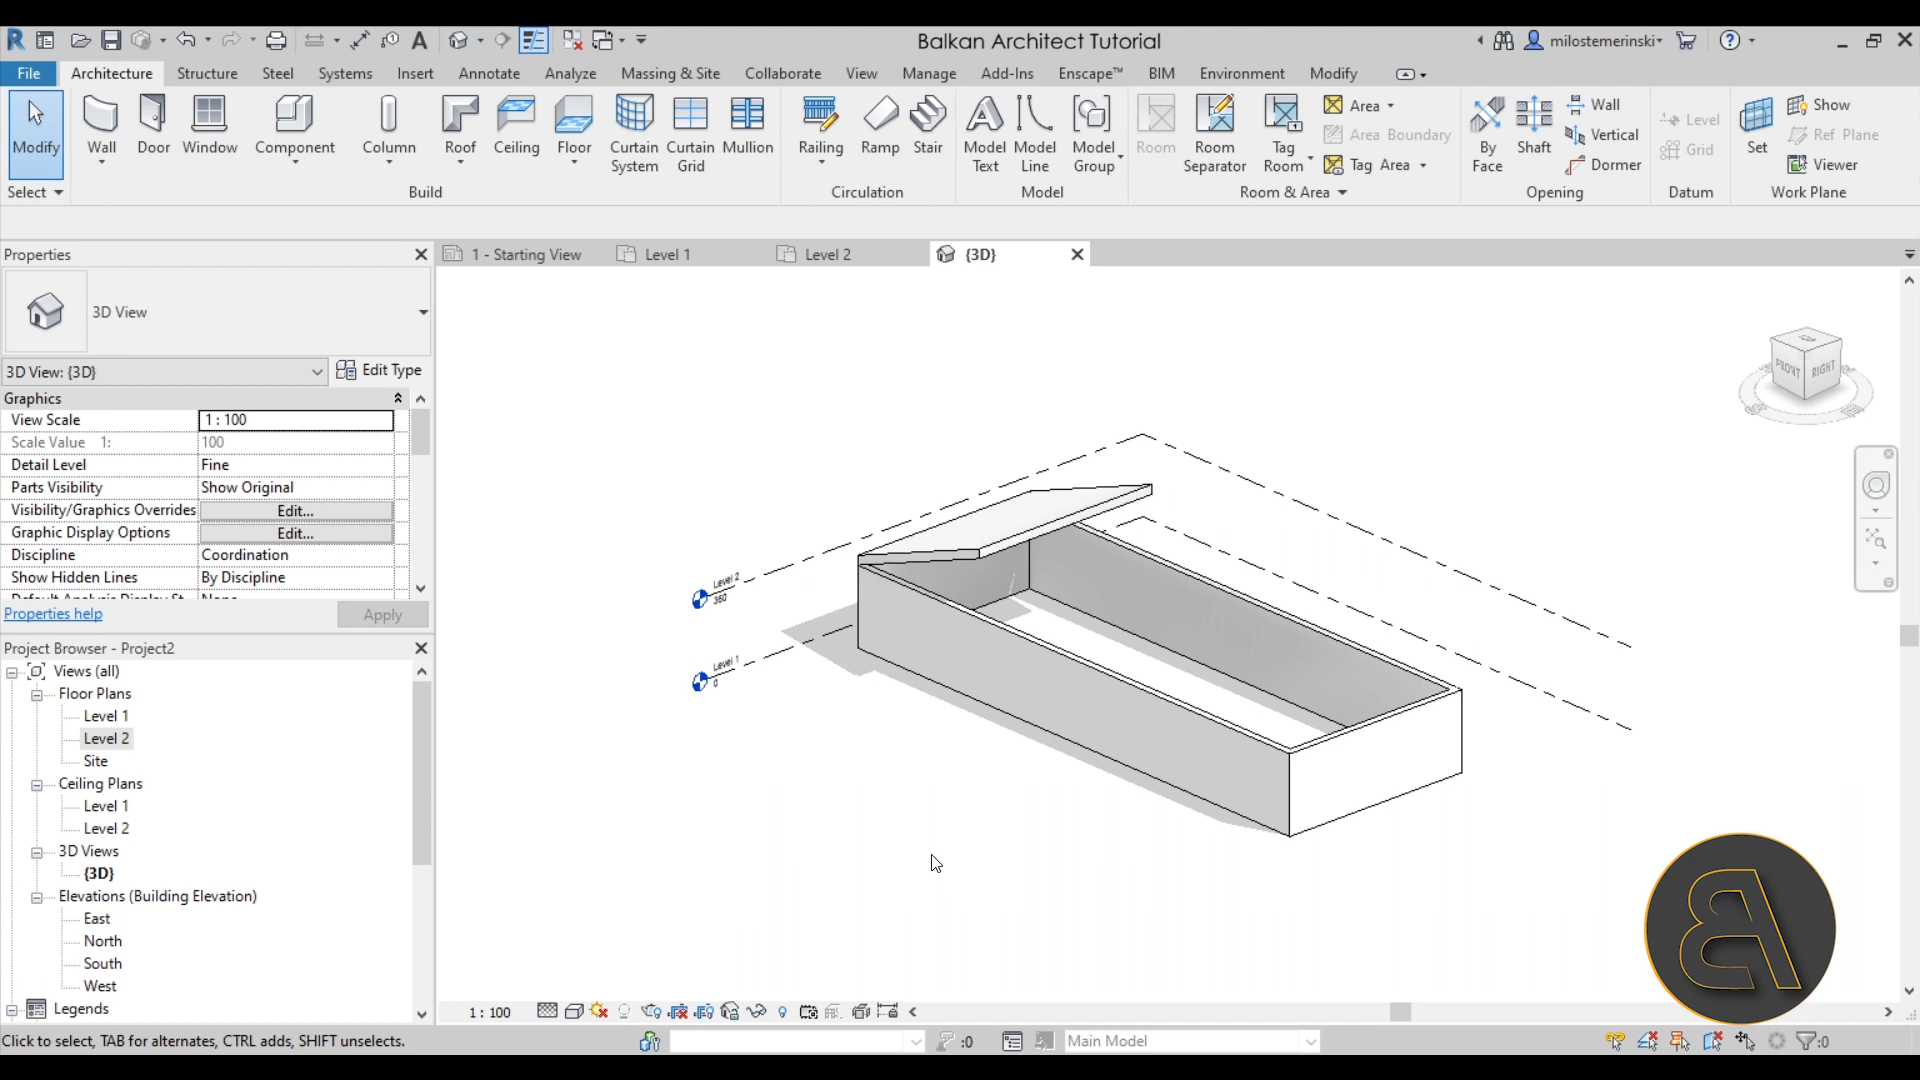 Balkan Architect Tutorial
milostemerinski
File Architecture Structure Steel Systems Insert Annotate Analyze Massing & Site Collaborate View Manage Add-Ins Enscape™ BIM Environment Modify
Modify Wall Door Window Component Column Roof Ceiling Floor Curtain System Curtain Grid Mullion Railing Ramp Stair Model Text Model Line Model Group Room Room Separator Tag Room By Face Shaft Set
Area Wall Level Show
Area Boundary Vertical Grid Ref Plane
Tag Area Dormer Viewer
Select Build Circulation Model Room & Area Opening Datum Work Plane
Properties
1 - Starting View Level 1 Level 2 {3D}
3D View
3D View: {3D} Edit Type
Graphics
View Scale 1 : 100
Scale Value 1: 100
Detail Level Fine
Parts Visibility Show Original
Visibility/Graphics Overrides Edit...
Graphic Display Options Edit...
Discipline Coordination
Show Hidden Lines By Discipline
Properties help Apply
FRONT RIGHT
Level 2
360
Level 1
0
Project Browser - Project2
Views (all)
Floor Plans
Level 1
Level 2
Site
Ceiling Plans
Level 1
Level 2
3D Views
{3D}
Elevations (Building Elevation)
East
North
South
West
Legends
1 : 100
Click to select, TAB for alternates, CTRL adds, SHIFT unselects.
:0
Main Model
:0